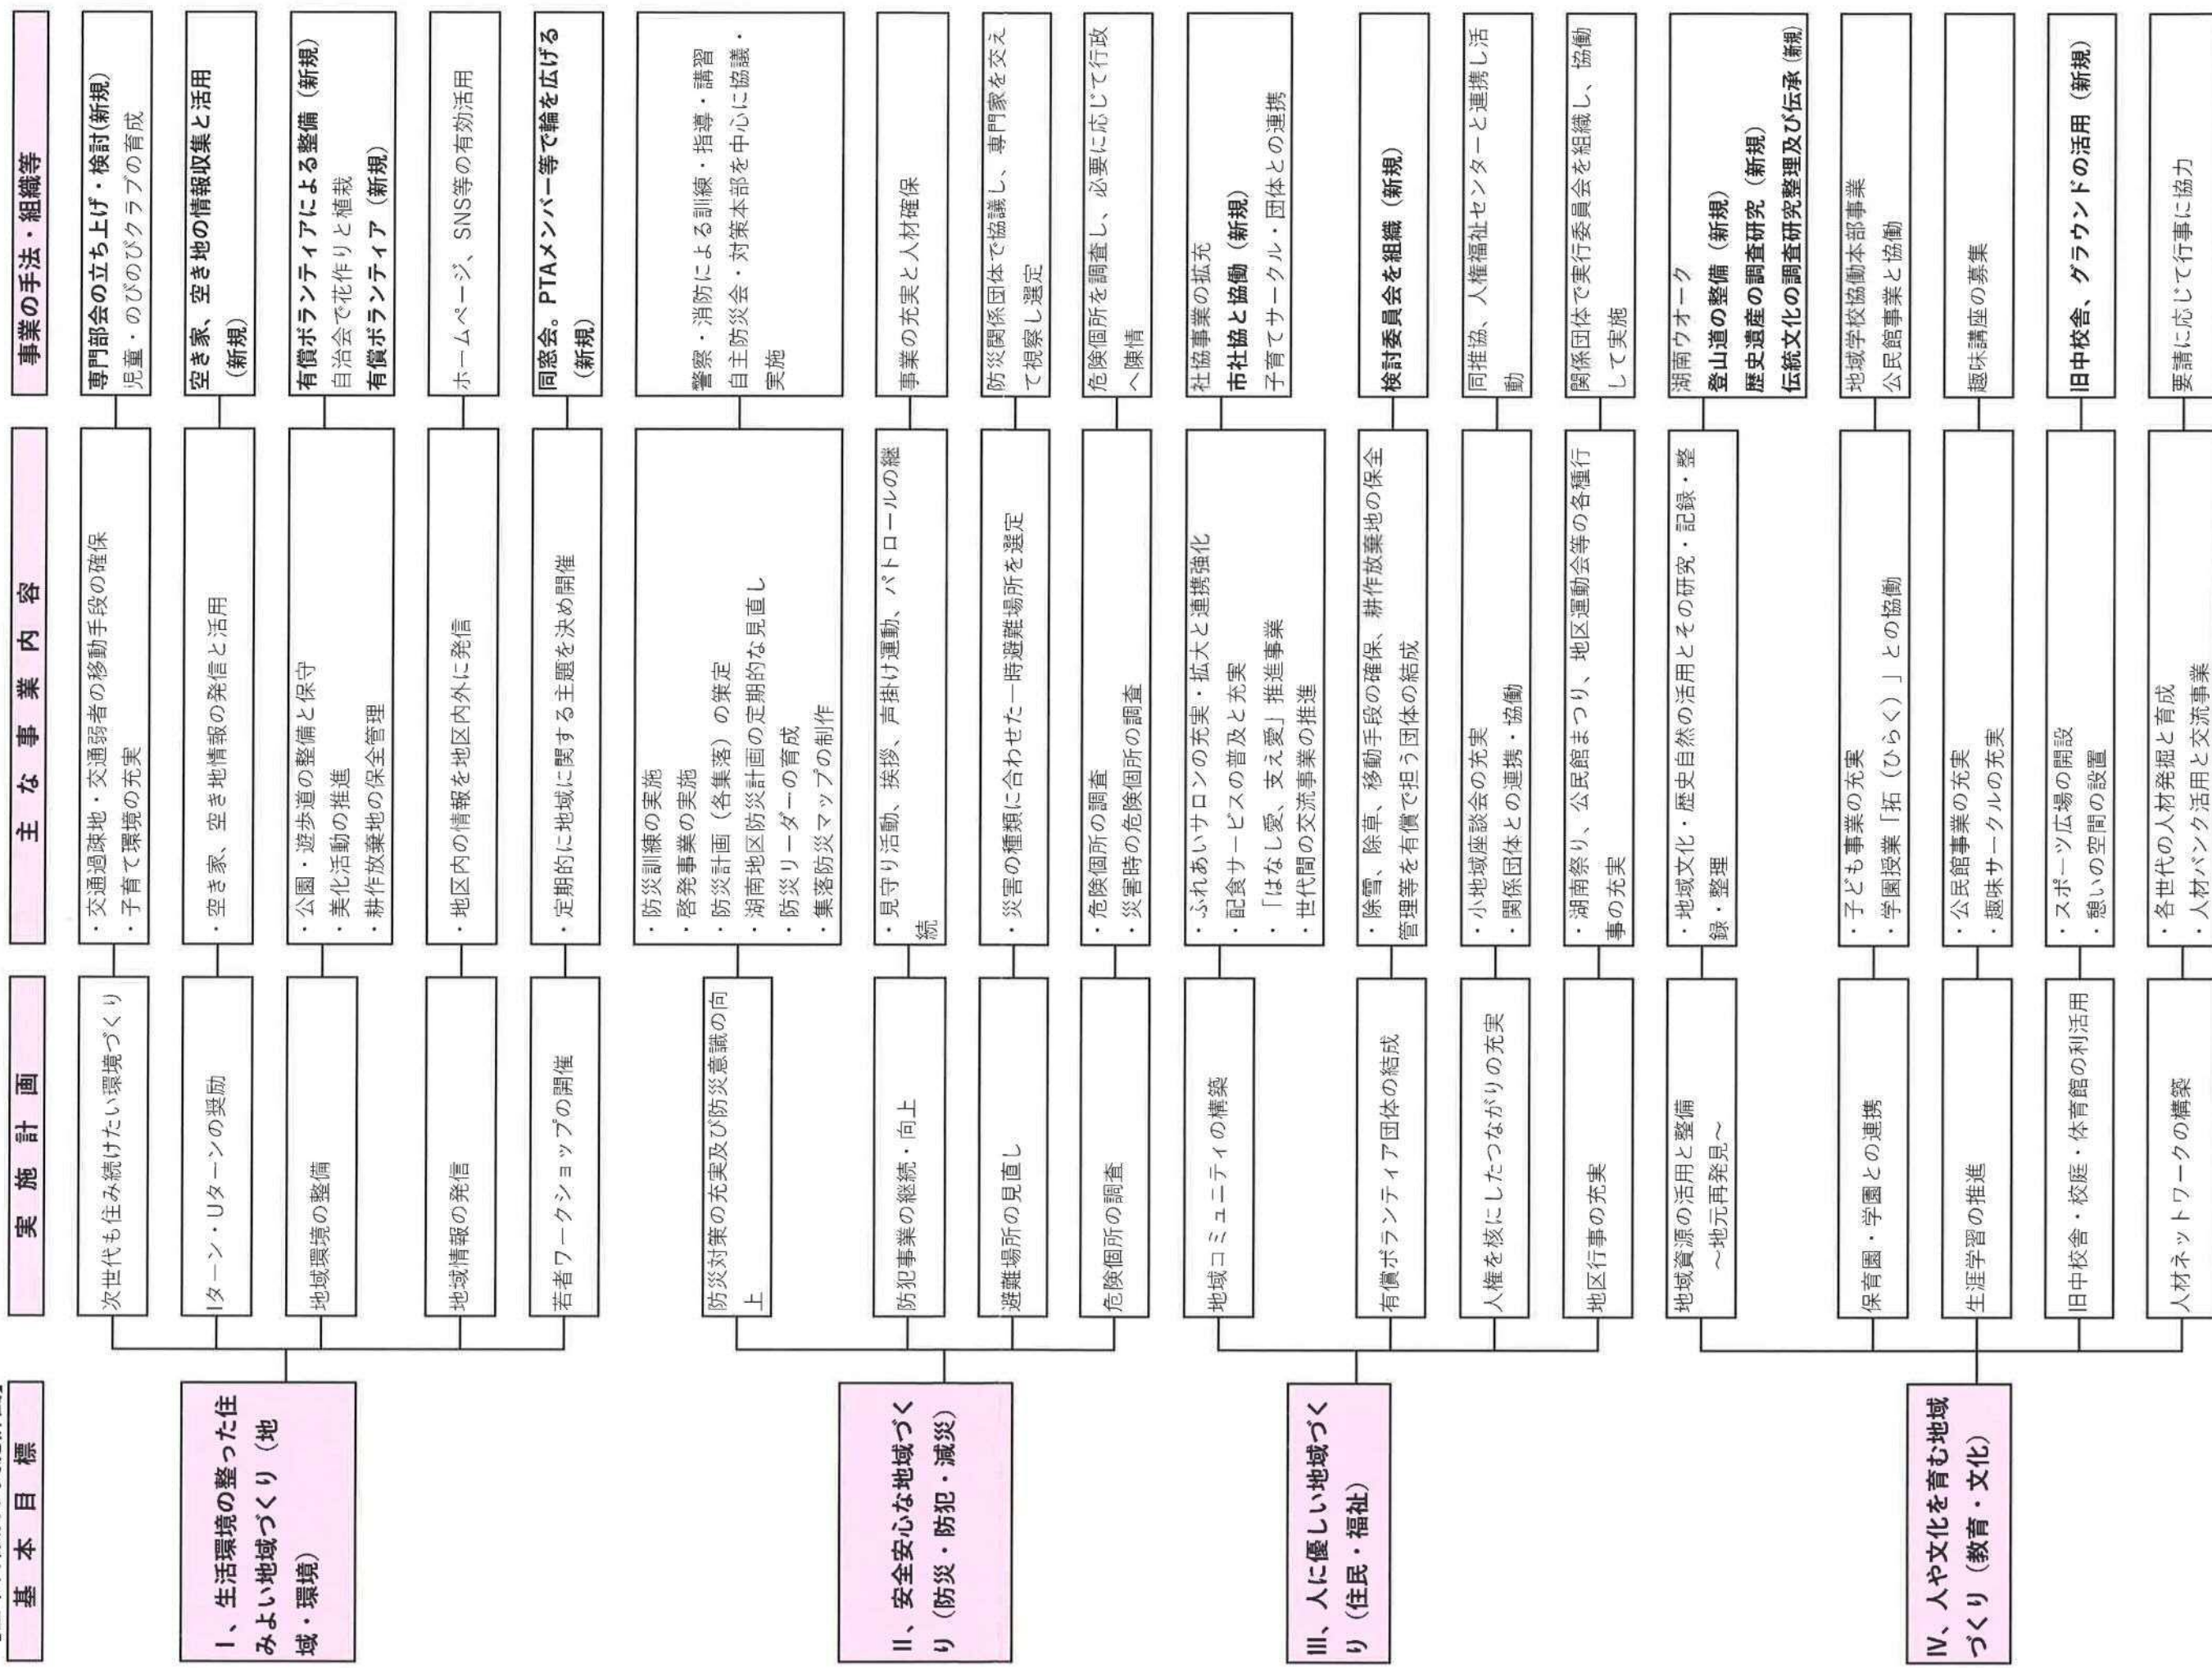 基本目標
実施計画
主な事業内容
事業の手法・組織等
Ⅰ、生活環境の整った住
みよい地域づくり（地
域・環境）
次世代も住み続けたい環境づくり
・交通過疎地・交通弱者の移動手段の確保
・子育て環境の充実
専門部会の立ち上げ・検討(新規)
児童・のびのびクラブの育成
Iターン・Uターンの奨励
・空き家、空き地情報の発信と活用
空き家、空き地の情報収集と活用
（新規）
地域環境の整備
・公園・遊歩道の整備と保守
・美化活動の推進
・耕作放棄地の保全管理
有償ボランティアによる整備（新規）
自治会で花作りと植栽
有償ボランティア（新規）
地域情報の発信
・地区内の情報を地区内外に発信
ホームページ、SNS等の有効活用
若者ワークショップの開催
・定期的に地域に関する主題を決め開催
同窓会。PTAメンバー等で輪を広げる
（新規）
Ⅱ、安全安心な地域づく
り（防災・防犯・減災）
防災対策の充実及び防災意識の向
上
・防災訓練の実施
・啓発事業の実施
・防災計画（各集落）の策定
・湖南地区防災計画の定期的な見直し
・防災リーダーの育成
・集落防災マップの制作
警察・消防による訓練・指導・講習
自主防災会・対策本部を中心に協議・
実施
防犯事業の継続・向上
・見守り活動、挨拶、声掛け運動、パトロールの継
続
事業の充実と人材確保
避難場所の見直し
・災害の種類に合わせた一時避難場所を選定
防災関係団体で協議し、専門家を交え
て視察し選定
危険個所の調査
・危険個所の調査
・災害時の危険個所の調査
危険個所を調査し、必要に応じて行政
へ陳情
Ⅲ、人に優しい地域づく
り（住民・福祉）
地域コミュニティの構築
・ふれあいサロンの充実・拡大と連携強化
・配食サービスの普及と充実
・「はなし愛、支え愛」推進事業
・世代間の交流事業の推進
社協事業の拡充
市社協と協働（新規）
子育てサークル・団体との連携
有償ボランティア団体の結成
・除雪、除草、移動手段の確保、耕作放棄地の保全
管理等を有償で担う団体の結成
検討委員会を組織（新規）
人権を核にしたつながりの充実
・小地域座談会の充実
・関係団体との連携・協働
同推協、人権福祉センターと連携し活
動
地区行事の充実
・湖南祭り、公民館まつり、地区運動会等の各種行
事の充実
関係団体で実行委員会を組織し、協働
して実施
Ⅳ、人や文化を育む地域
づくり（教育・文化）
地域資源の活用と整備
～地元再発見～
・地域文化・歴史自然の活用とその研究・記録・整
録・整理
湖南ウオーク
登山道の整備（新規）
歴史遺産の調査研究（新規）
伝統文化の調査研究整理及び伝承（新規）
保育園・学園との連携
・子ども事業の充実
・学園授業「拓（ひらく）」との協働
地域学校協働本部事業
公民館事業と協働
生涯学習の推進
・公民館事業の充実
・趣味サークルの充実
趣味講座の募集
旧中校舎・校庭・体育館の利活用
・スポーツ広場の開設
・憩いの空間の設置
旧中校舎、グラウンドの活用（新規）
人材ネットワークの構築
・各世代の人材発掘と育成
・人材バンク活用と交流事業
要請に応じて行事に協力